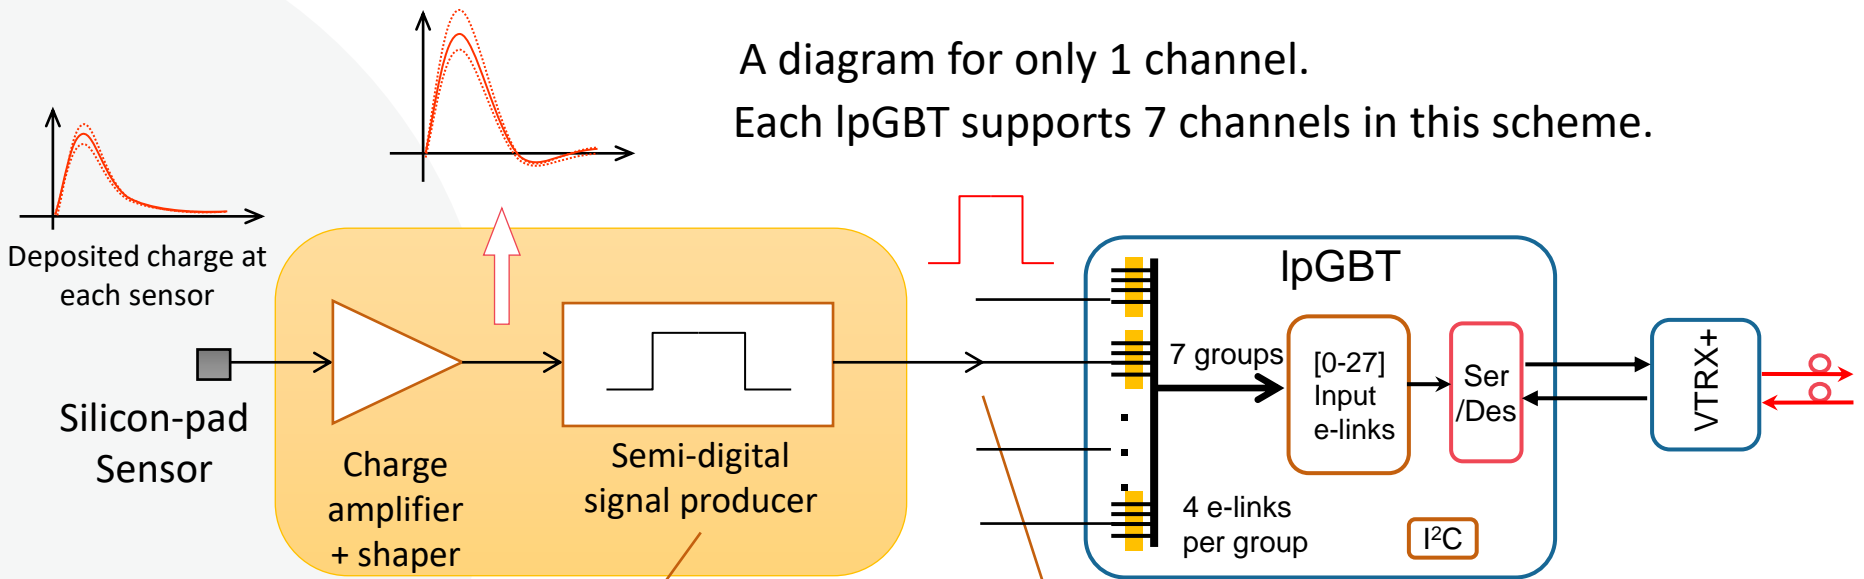 A diagram for only 1 channel.
Each lpGBT supports 7 channels in this scheme.
Deposited charge at
each sensor
Silicon-pad
Sensor
Charge
amplifier
+ shaper
Semi-digital
signal producer
lpGBT
7 groups
[0-27]
Input
e-links
Ser
/Des
4 e-links
per group
I²C
VTRX+